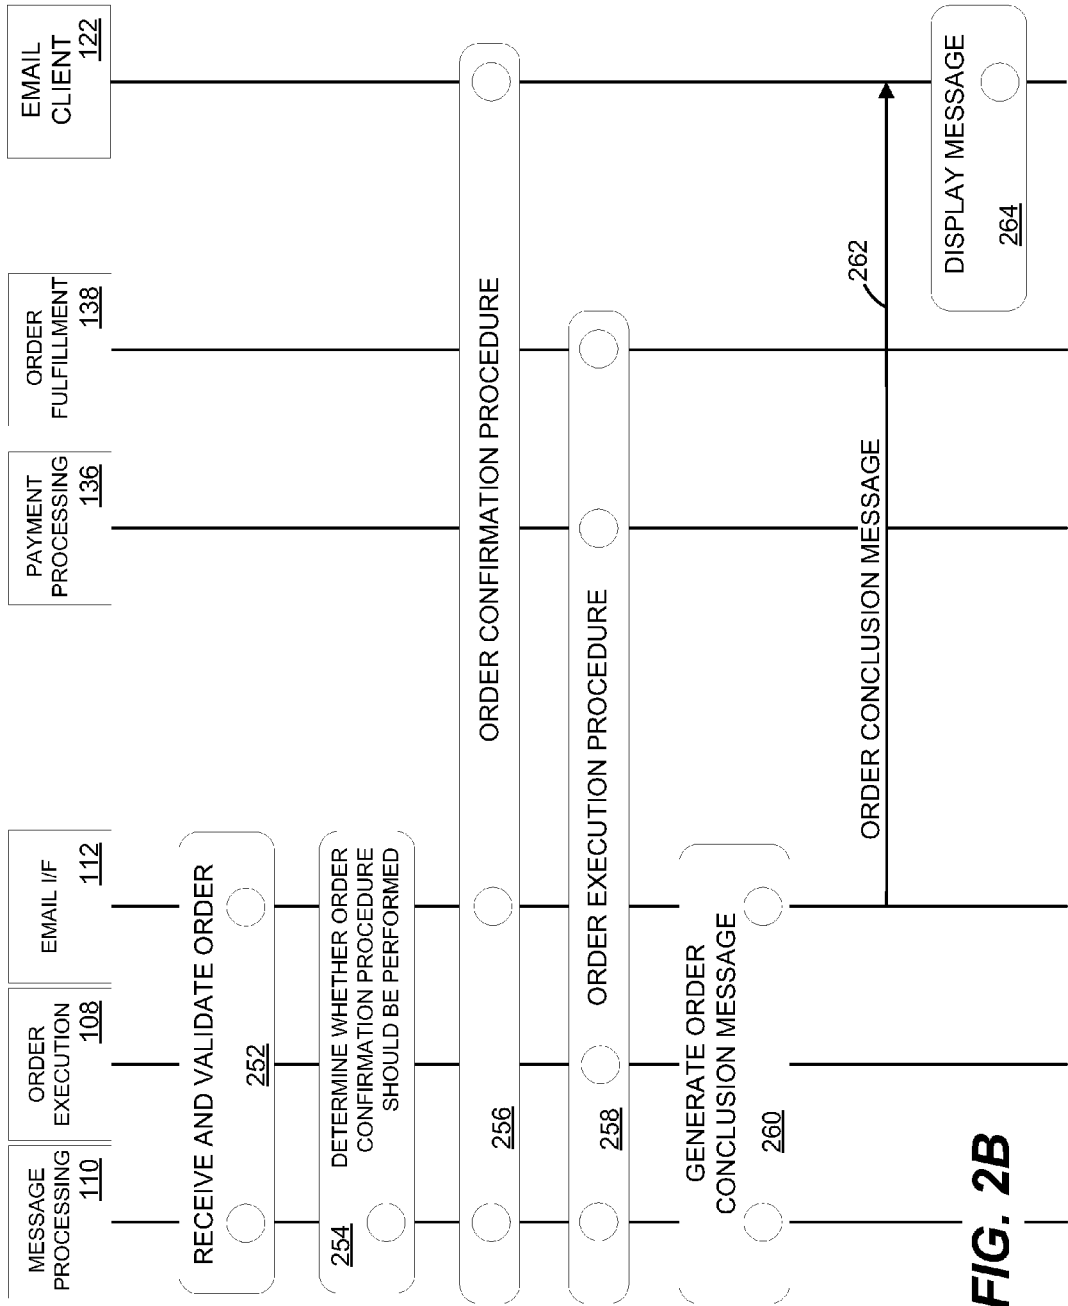 MESSAGE
PROCESSING
110
ORDER
EXECUTION
108
EMAIL I/F
112
PAYMENT
PROCESSING
136
ORDER
FULFILLMENT
138
EMAIL
CLIENT
122
RECEIVE AND VALIDATE ORDER
252
254
DETERMINE WHETHER ORDER
CONFIRMATION PROCEDURE
SHOULD BE PERFORMED
ORDER CONFIRMATION PROCEDURE
256
ORDER EXECUTION PROCEDURE
258
GENERATE ORDER
CONCLUSION MESSAGE
260
ORDER CONCLUSION MESSAGE
262
DISPLAY MESSAGE
264
FIG. 2B